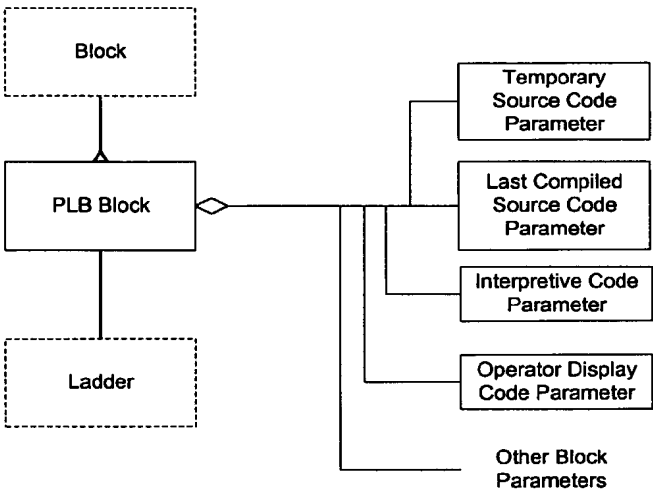 Block
PLB Block
Ladder
Temporary
Source Code
Parameter
Last Compiled
Source Code
Parameter
Interpretive Code
Parameter
Operator Display
Code Parameter
Other Block
Parameters